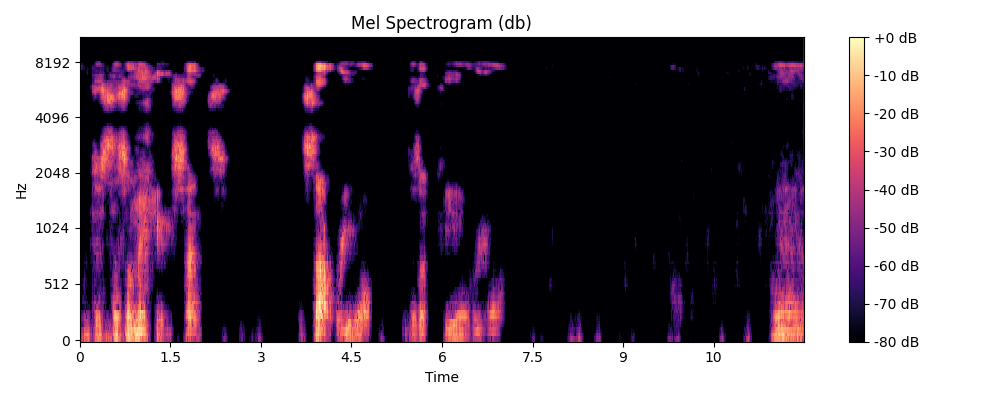 Mel Spectrogram (db)
Hz
8192
4096
2048
1024
512
0
0 1.5 3 4.5 6 7.5 9 10
Time
+0 dB
-10 dB
-20 dB
-30 dB
-40 dB
-50 dB
-60 dB
-70 dB
-80 dB